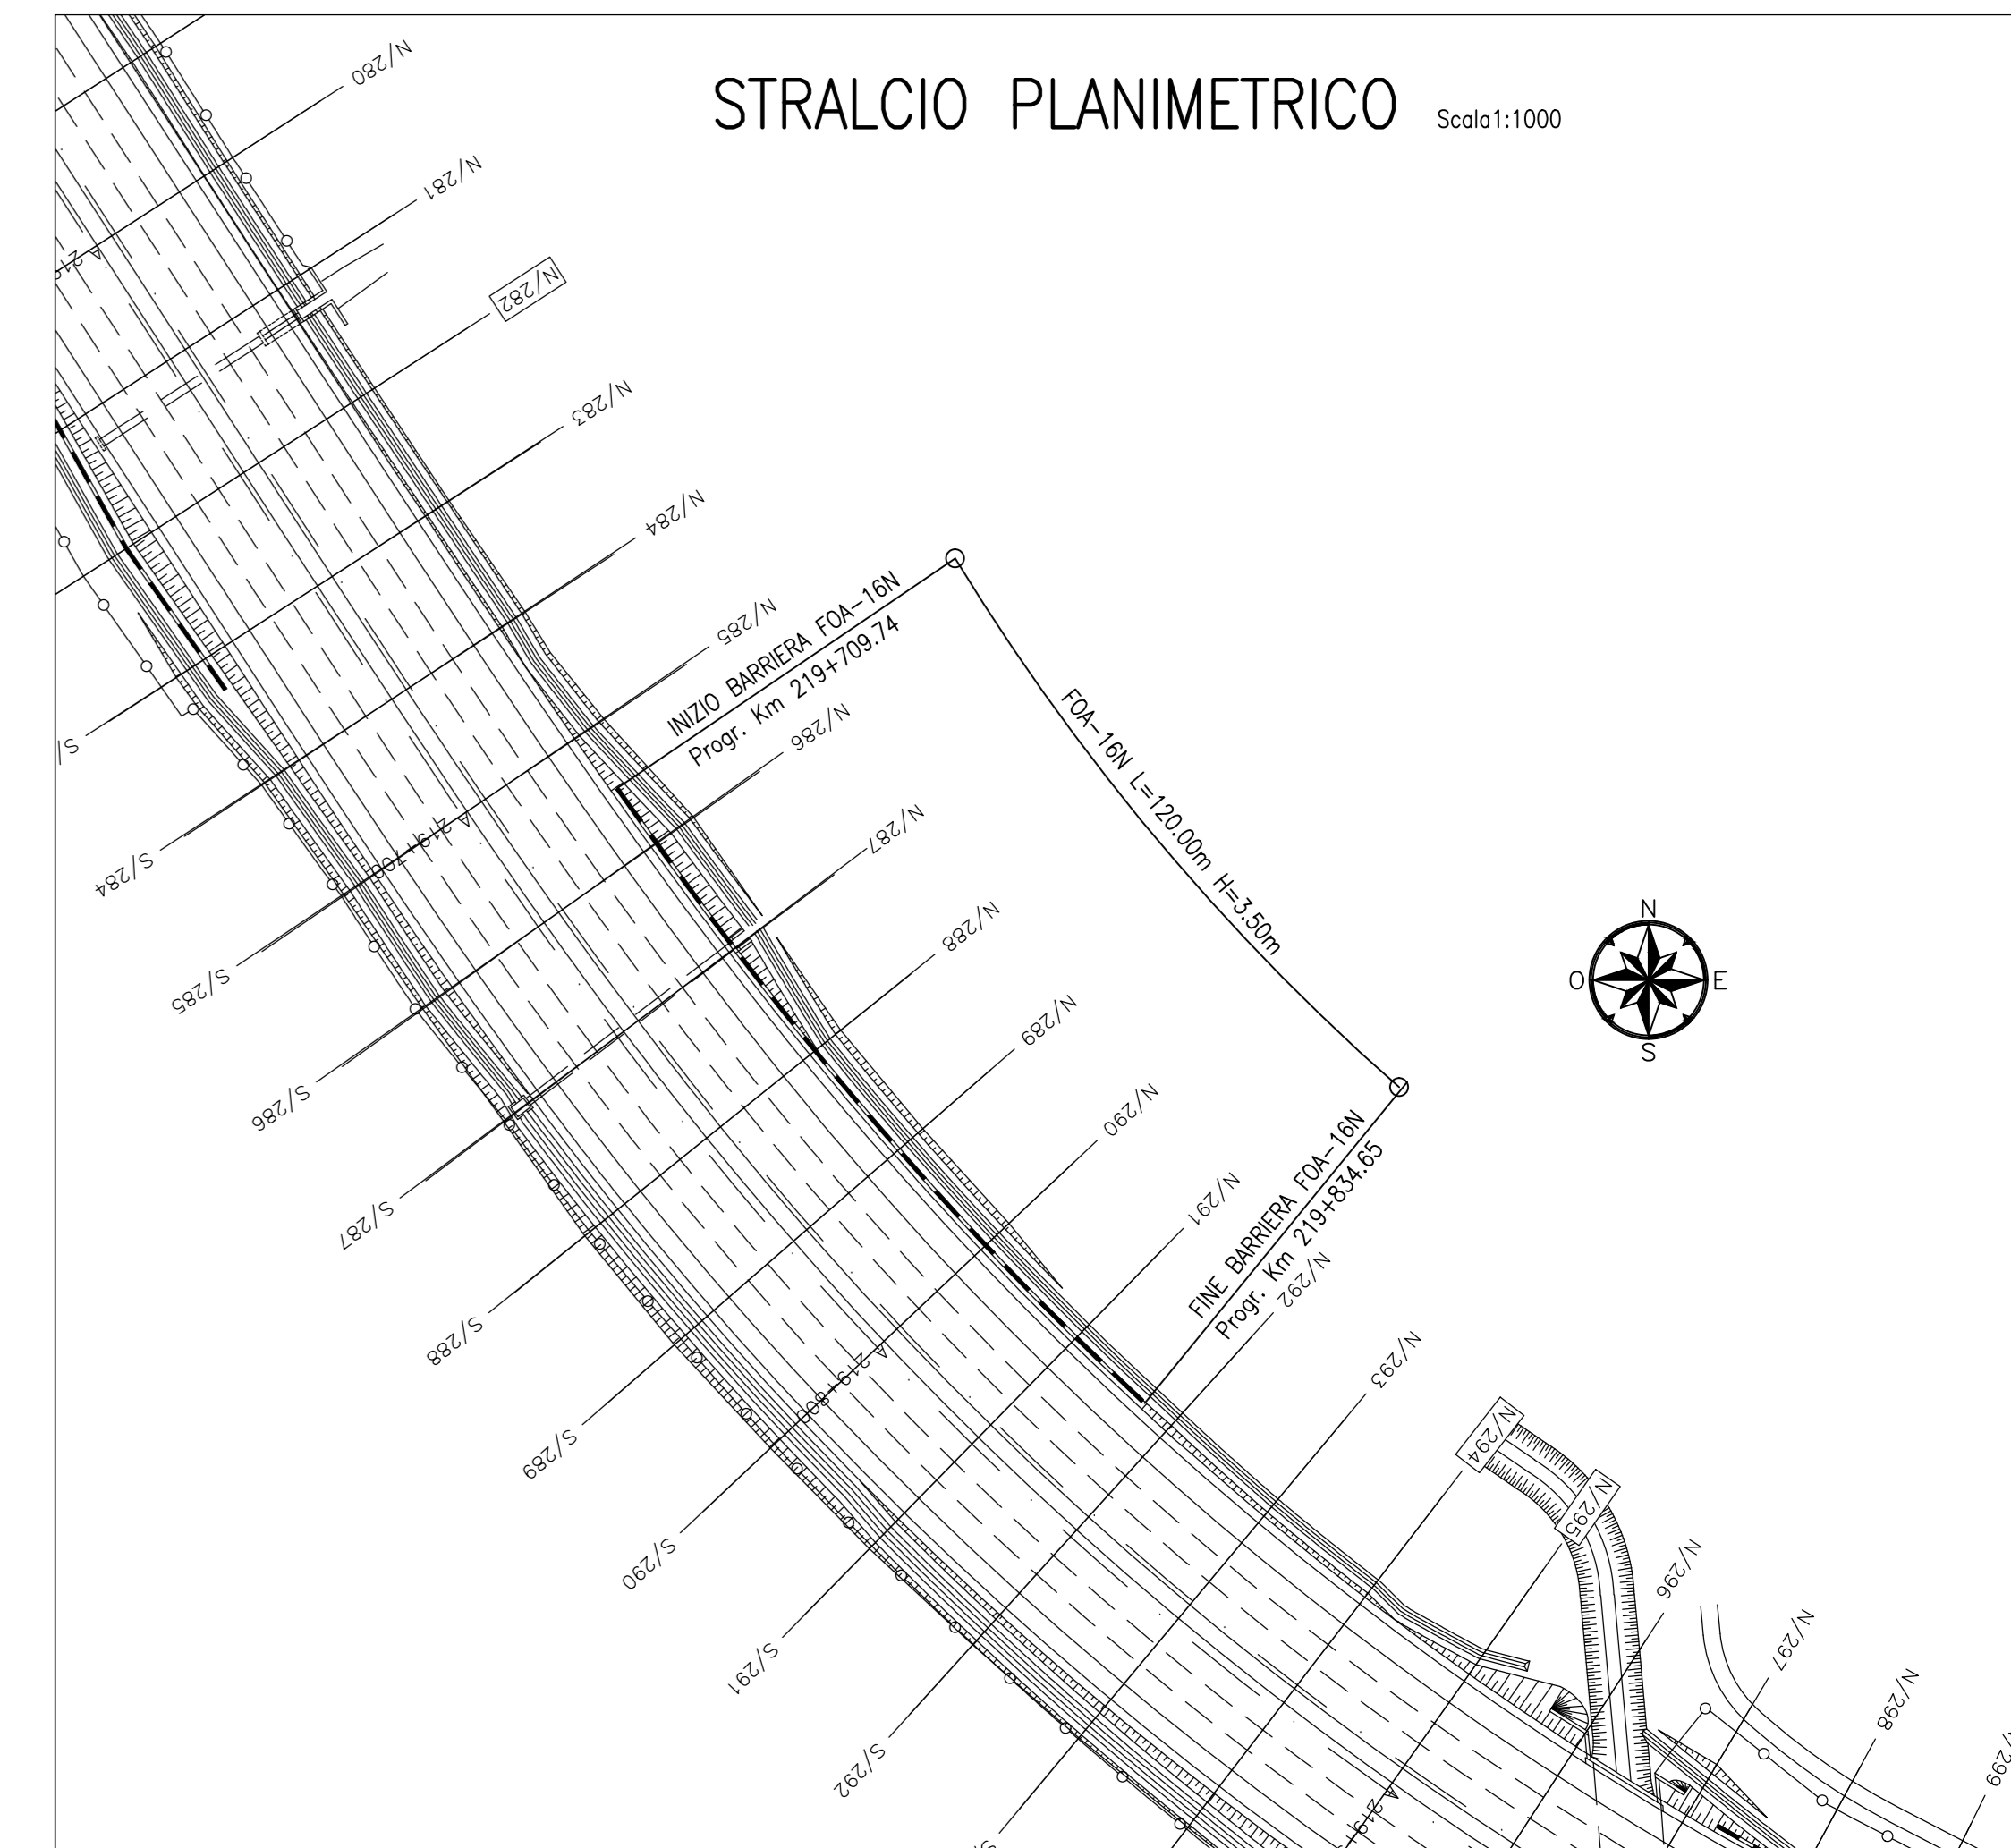 STRALCIO PLANIMETRICO Scala1:1000
N/280
N/281
N/282
N/283
N/284
N/285
INIZIO BARRIERA FOA-16N
Progr. Km 219+709.74
N/286
N/287
N/288
N/289
N/290
N/291
FOA-16N L=120.00m H=3.50m
FINE BARRIERA FOA-16N
Progr. Km 219+834.65
N/292
N/293
N/294
N/295
N/296
N/297
N/298
N/299
N
O
E
S
219+700
219+800
S/
S/284
S/285
S/286
S/287
S/288
S/289
S/290
S/291
S/292